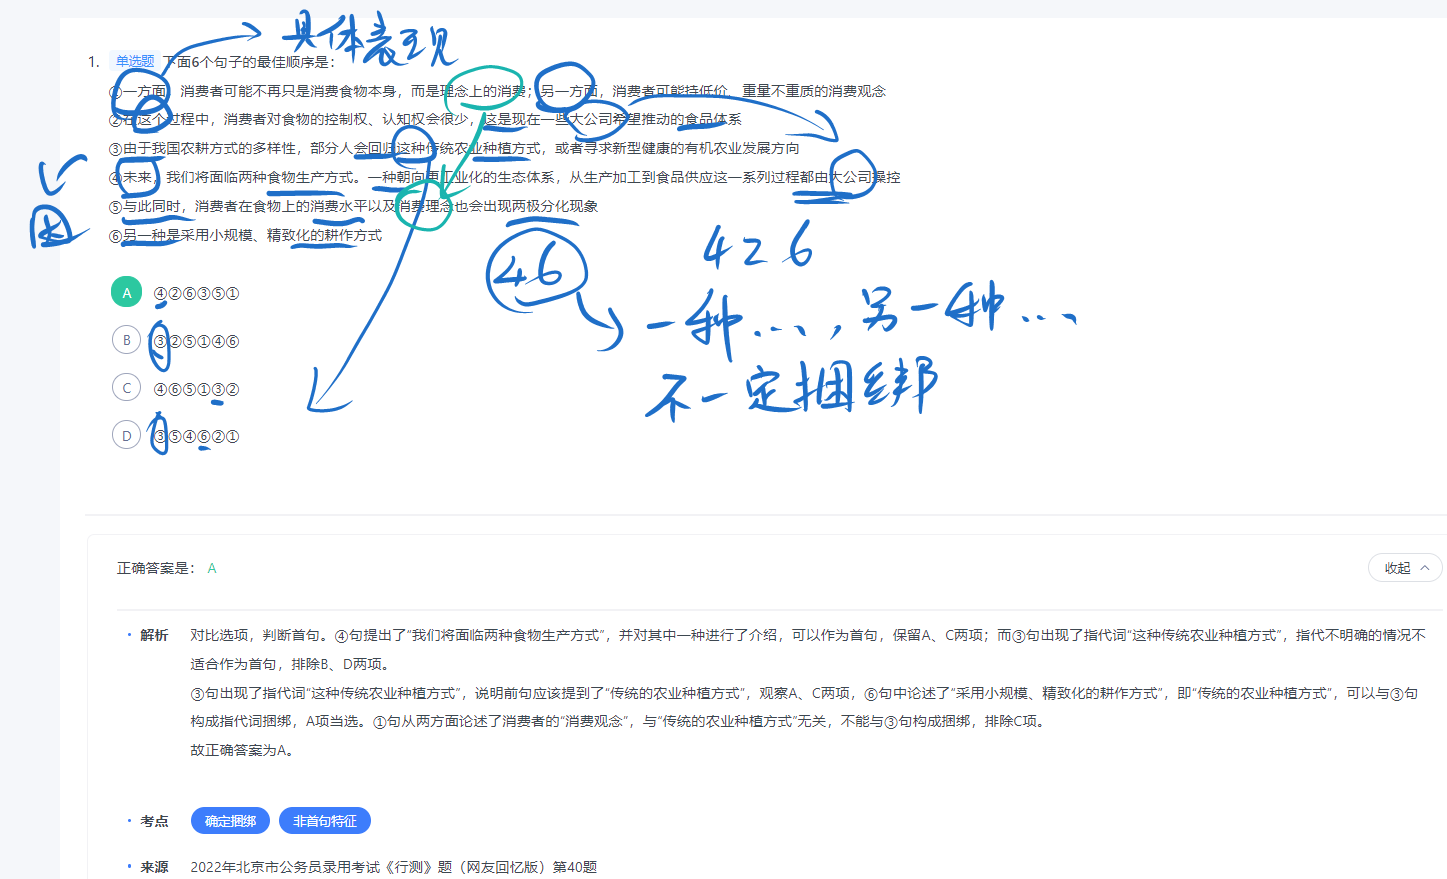 具体表现
1. 单选题 下面6个句子的最佳顺序是：
①一方面，消费者可能不再只是消费食物本身，而是理念上的消费；另一方面，消费者可能持低价、重量不重质的消费观念
②在这个过程中，消费者对食物的控制权、认知权会很少，这是现在一些大公司希望推动的食品体系
③由于我国农耕方式的多样性，部分人会回归这种传统农业种植方式，或者寻求新型健康的有机农业发展方向
④未来，我们将面临两种食物生产方式。一种朝向更工业化的生态体系，从生产加工到食品供应这一系列过程都由大公司操控
⑤与此同时，消费者在食物上的消费水平以及消费理念也会出现两极分化现象
⑥另一种是采用小规模、精致化的耕作方式
46
426
一种…，另一种…
不一定捆绑
A ④②⑥③⑤①
B ③②⑤①④⑥
C ④⑥⑤①③②
D ③⑤④⑥②①
正确答案是： A
收起
解析 对比选项，判断首句。④句提出了“我们将面临两种食物生产方式”，并对其中一种进行了介绍，可以作为首句，保留A、C两项；而③句出现了指代词“这种传统农业种植方式”，指代不明确的情况不
适合作为首句，排除B、D两项。
③句出现了指代词“这种传统农业种植方式”，说明前句应该提到了“传统的农业种植方式”，观察A、C两项，⑥句中论述了“采用小规模、精致化的耕作方式”，即“传统的农业种植方式”，可以与③句
构成指代词捆绑，A项当选。①句从两方面论述了消费者的“消费观念”，与“传统的农业种植方式”无关，不能与③句构成捆绑，排除C项。
故正确答案为A。
考点 确定捆绑 非首句特征
来源 2022年北京市公务员录用考试《行测》题（网友回忆版）第40题